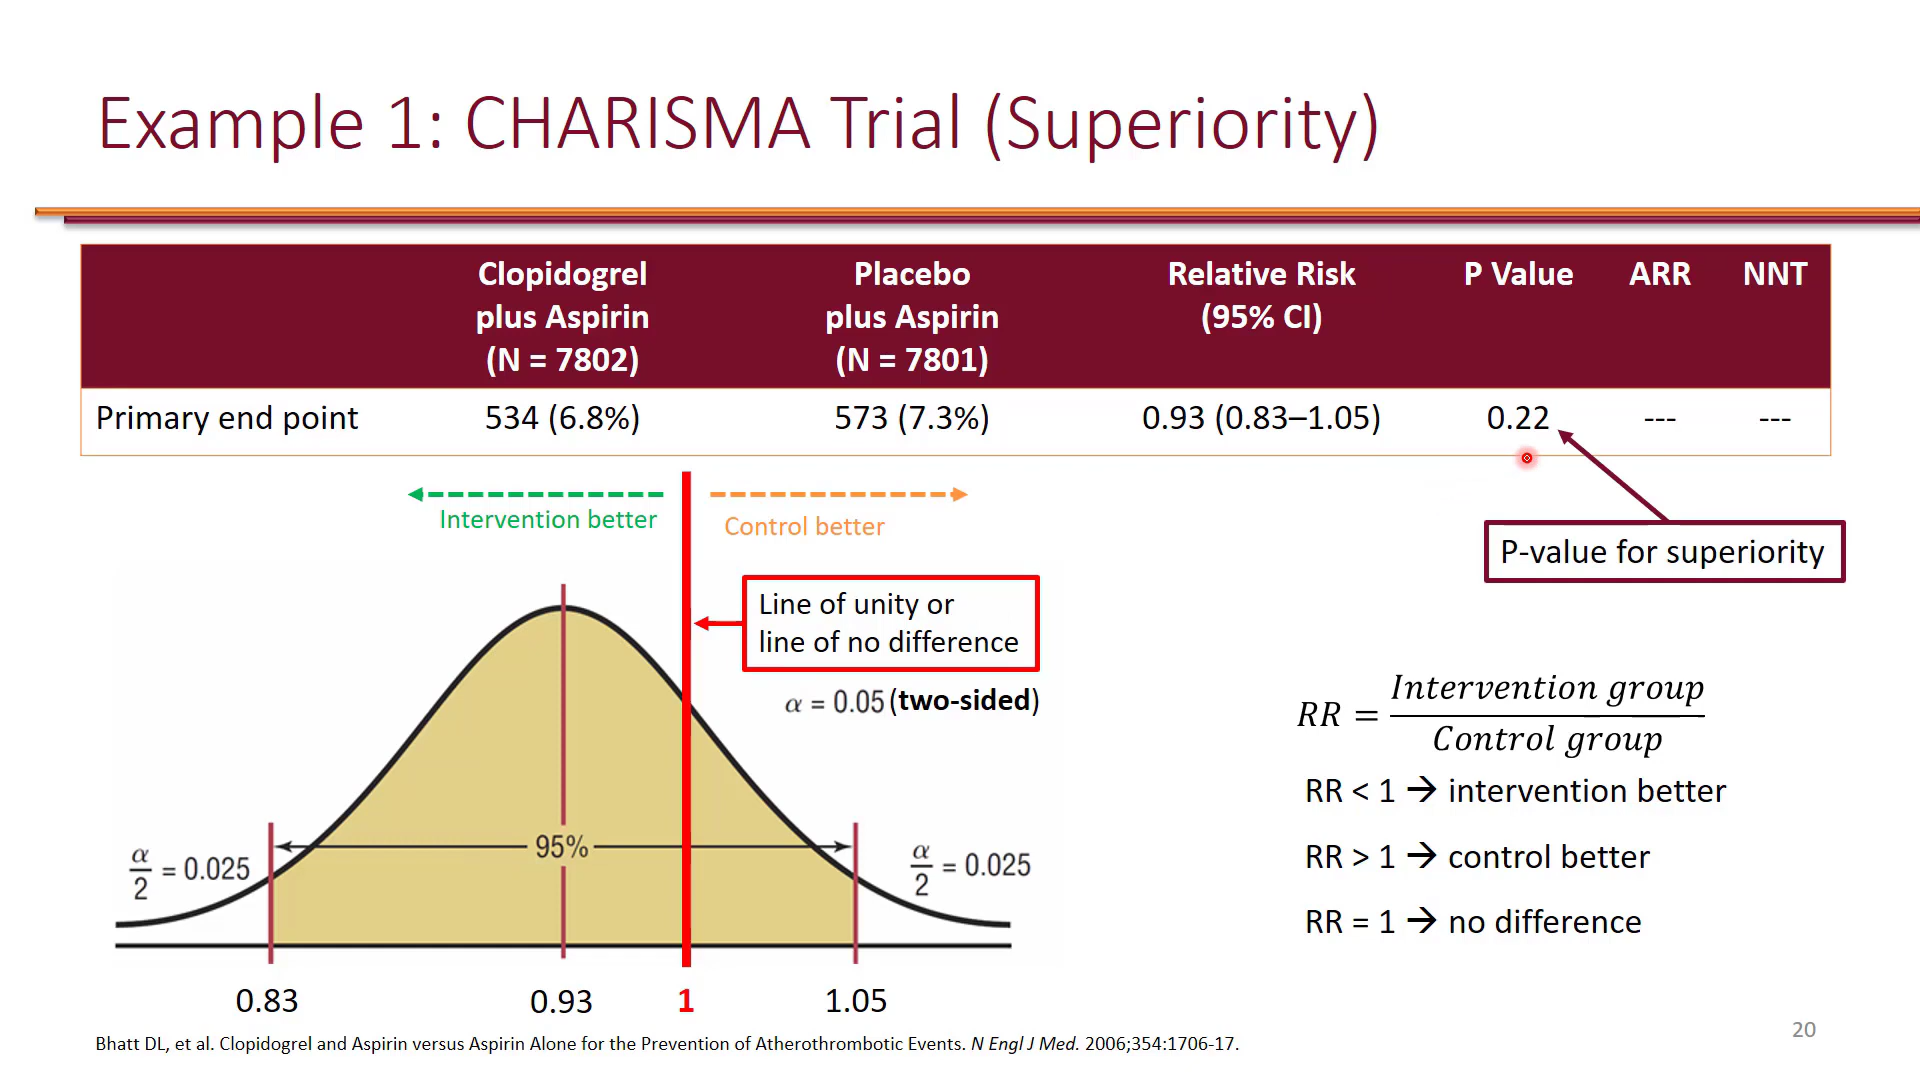 Example 1: CHARISMA Trial (Superiority)
Clopidogrel plus Aspirin (N = 7802)
Placebo plus Aspirin (N = 7801)
Relative Risk (95% CI)
P Value
ARR
NNT
Primary end point 534 (6.8%) 573 (7.3%) 0.93 (0.83–1.05) 0.22 --- ---
Intervention better
Control better
P-value for superiority
Line of unity or
line of no difference
α = 0.05 (two-sided)
RR = Intervention group / Control group
RR < 1 → intervention better
RR > 1 → control better
RR = 1 → no difference
α/2 = 0.025
95%
α/2 = 0.025
0.83 0.93 1 1.05
Bhatt DL, et al. Clopidogrel and Aspirin versus Aspirin Alone for the Prevention of Atherothrombotic Events. N Engl J Med. 2006;354:1706-17.
20